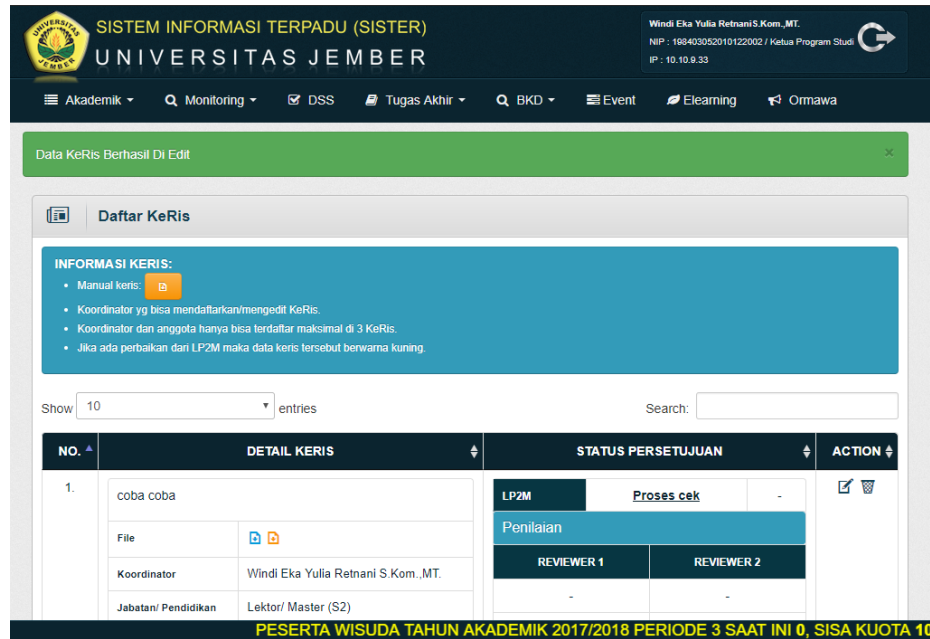 UNIVERSITAS
JEMBER
SISTEM INFORMASI TERPADU (SISTER)
UNIVERSITAS JEMBER
Windi Eka Yulia Retnani S.Kom.,MT.
NIP : 198403052010122002 / Ketua Program Studi
IP : 10.10.9.33
Akademik
Monitoring
DSS
Tugas Akhir
BKD
Event
Elearning
Ormawa
Data KeRis Berhasil Di Edit
×
Daftar KeRis
INFORMASI KERIS:
Manual keris:
Koordinator yg bisa mendaftarkan/mengedit KeRis.
Koordinator dan anggota hanya bisa terdaftar maksimal di 3 KeRis.
Jika ada perbaikan dari LP2M maka data keris tersebut berwarna kuning.
Show 10 entries
Search:
NO. DETAIL KERIS STATUS PERSETUJUAN ACTION
1. coba coba
File
Koordinator Windi Eka Yulia Retnani S.Kom.,MT.
Jabatan/ Pendidikan Lektor/ Master (S2)
LP2M Proses cek -
Penilaian
REVIEWER 1 REVIEWER 2
- -
PESERTA WISUDA TAHUN AKADEMIK 2017/2018 PERIODE 3 SAAT INI 0, SISA KUOTA 10